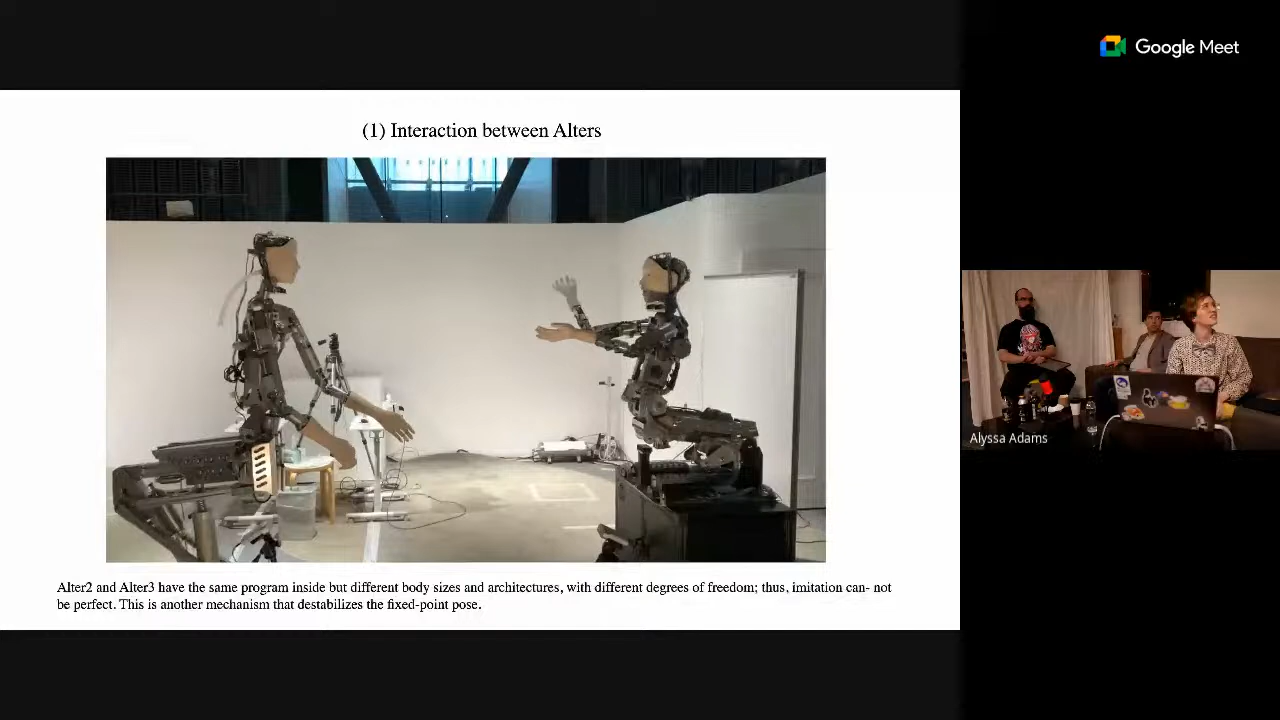 Google Meet
(1) Interaction between Alters
Alter2 and Alter3 have the same program inside but different body sizes and architectures, with different degrees of freedom; thus, imitation can- not
be perfect. This is another mechanism that destabilizes the fixed-point pose.
Alyssa Adams